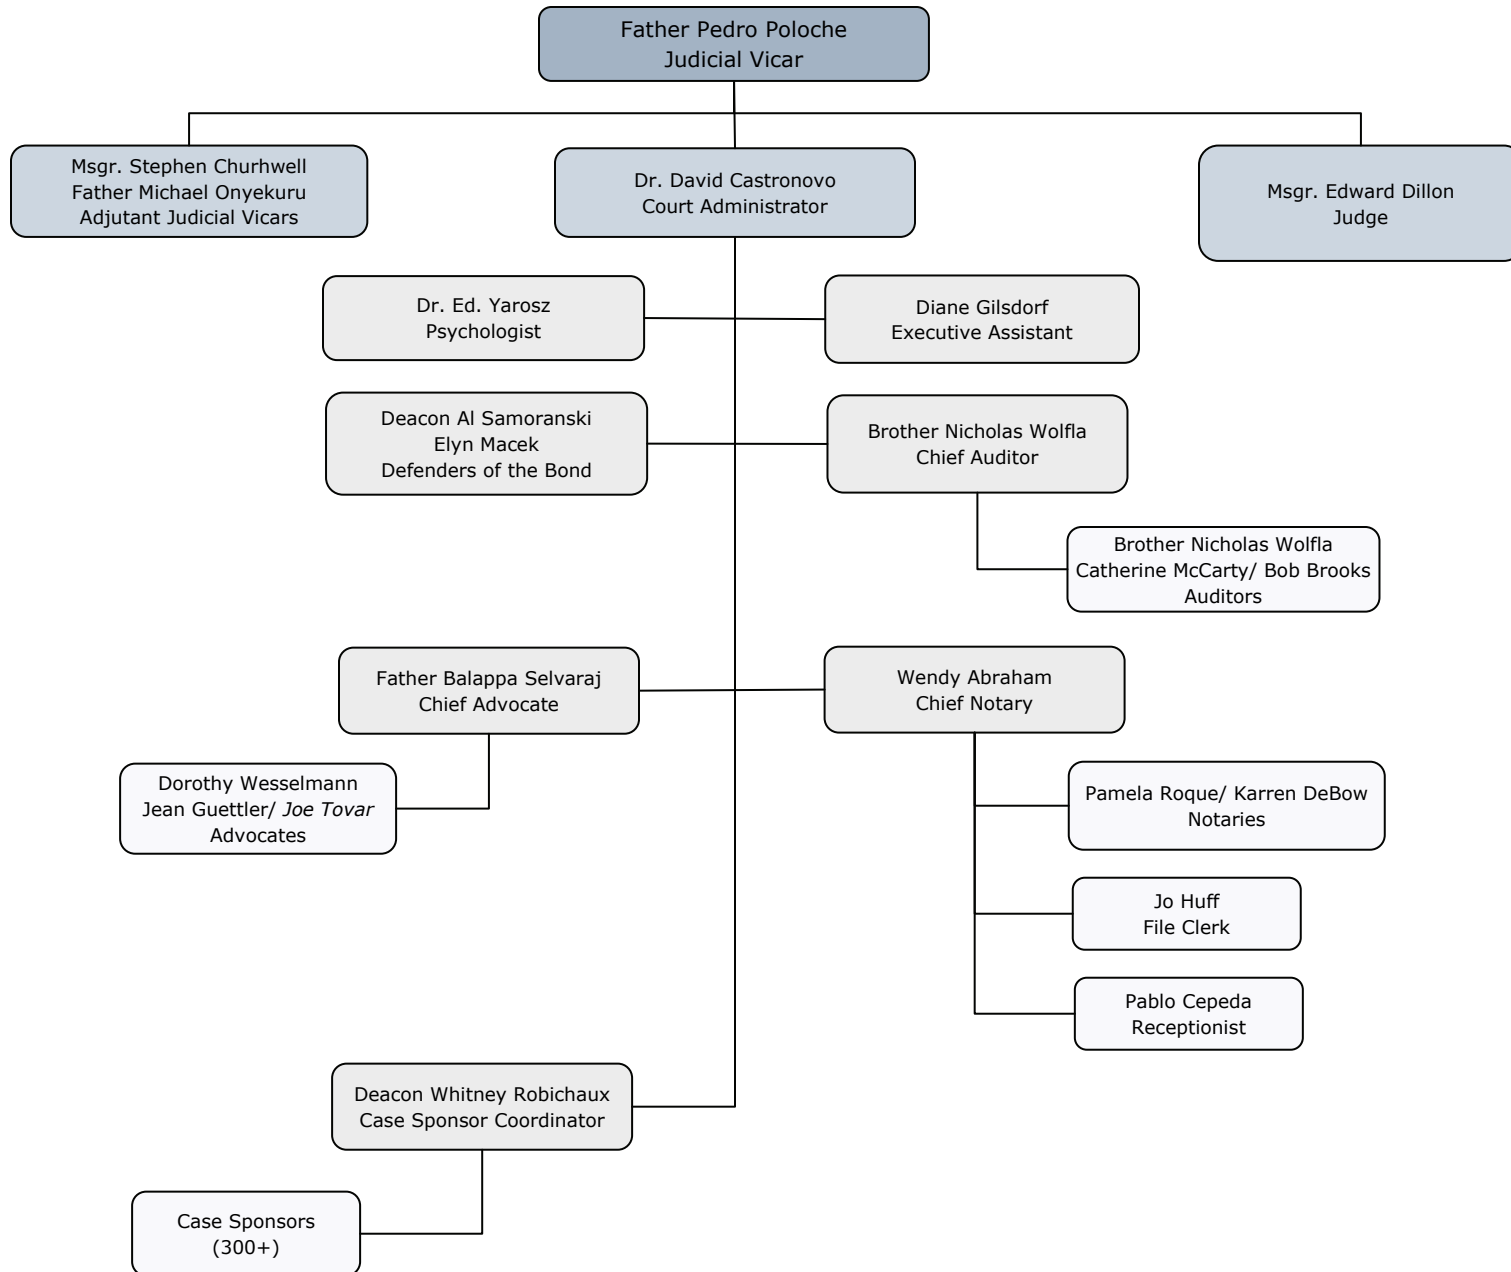 Father Pedro Poloche
Judicial Vicar
Msgr. Stephen Churhwell
Father Michael Onyekuru
Adjutant Judicial Vicars
Dr. David Castronovo
Court Administrator
Msgr. Edward Dillon
Judge
Dr. Ed. Yarosz
Psychologist
Diane Gilsdorf
Executive Assistant
Deacon Al Samoranski
Elyn Macek
Defenders of the Bond
Brother Nicholas Wolfla
Chief Auditor
Brother Nicholas Wolfla
Catherine McCarty/ Bob Brooks
Auditors
Father Balappa Selvaraj
Chief Advocate
Wendy Abraham
Chief Notary
Dorothy Wesselmann
Jean Guettler/ Joe Tovar
Advocates
Pamela Roque/ Karren DeBow
Notaries
Jo Huff
File Clerk
Pablo Cepeda
Receptionist
Deacon Whitney Robichaux
Case Sponsor Coordinator
Case Sponsors
(300+)